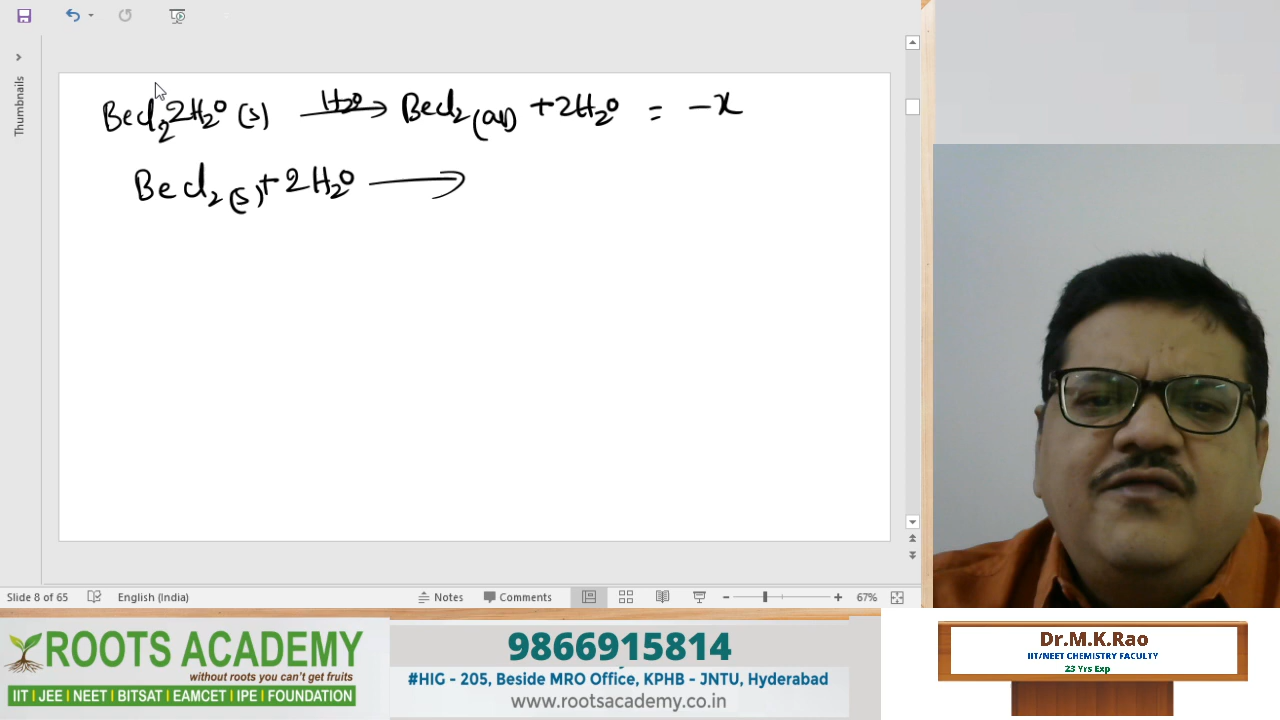 Thumbnails
Becl₂2H₂O (s) H₂O→ Becl₂(aq) + 2H₂O = -x
Becl₂(s) + 2H₂O →
Slide 8 of 65 English (India) Notes Comments 67%
ROOTS ACADEMY
without roots you can't get fruits
IIT I JEE I NEET I BITSAT I EAMCET I IPE I FOUNDATION
9866915814
#HIG - 205, Beside MRO Office, KPHB - JNTU, Hyderabad
www.rootsacademy.co.in
Dr.M.K.Rao
IIT/NEET CHEMISTRY FACULTY
23 Yrs Exp